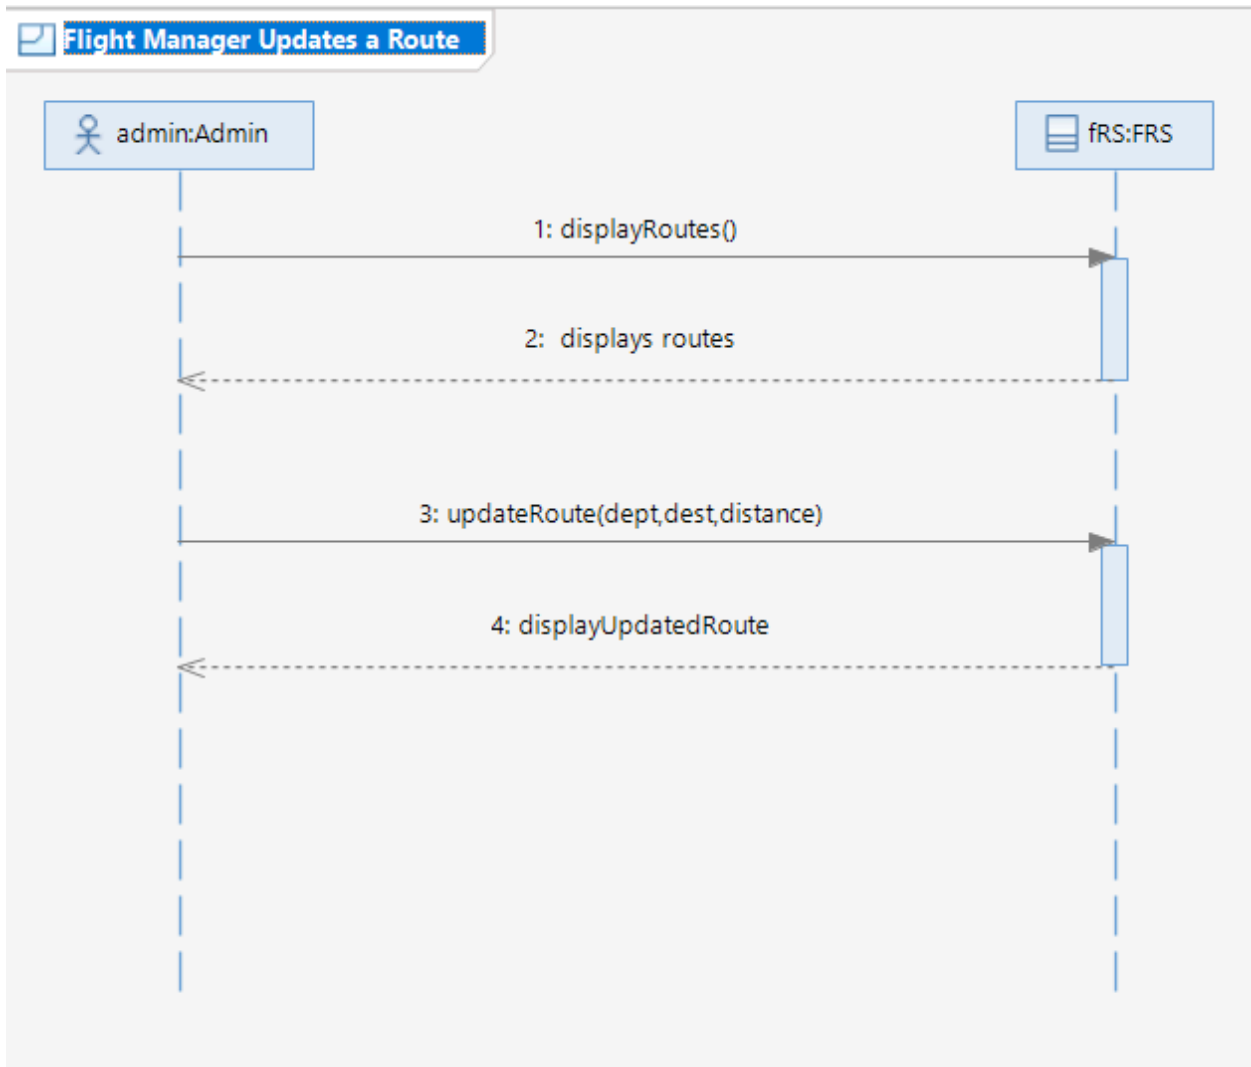 Flight Manager Updates a Route
admin:Admin
fRS:FRS
1: displayRoutes()
2:  displays routes
3: updateRoute(dept,dest,distance)
4: displayUpdatedRoute